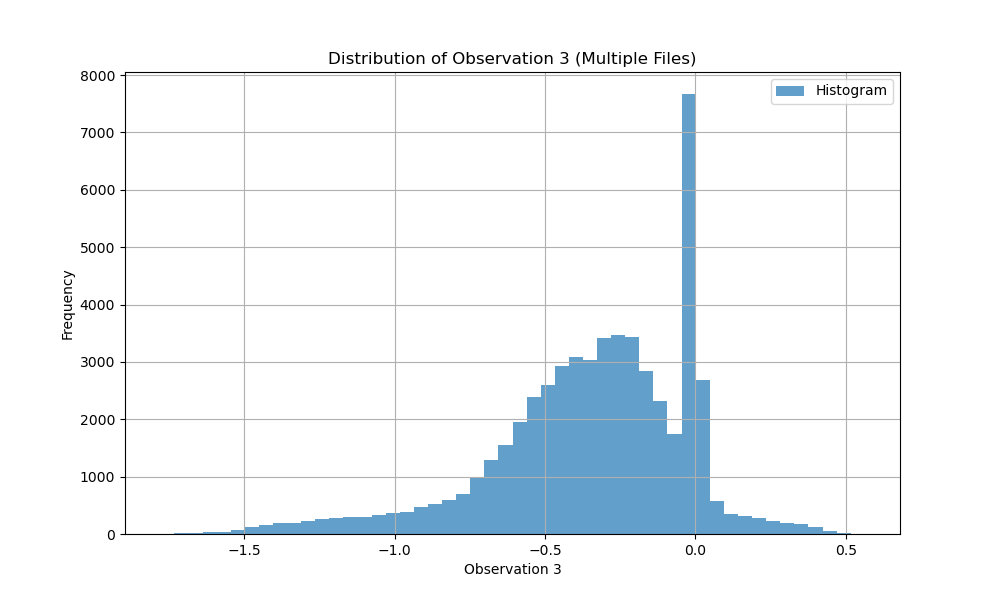 Distribution of Observation 3 (Multiple Files)
Histogram
8000
7000
6000
5000
4000
3000
2000
1000
0
Frequency
−1.5 −1.0 −0.5 0.0 0.5
Observation 3